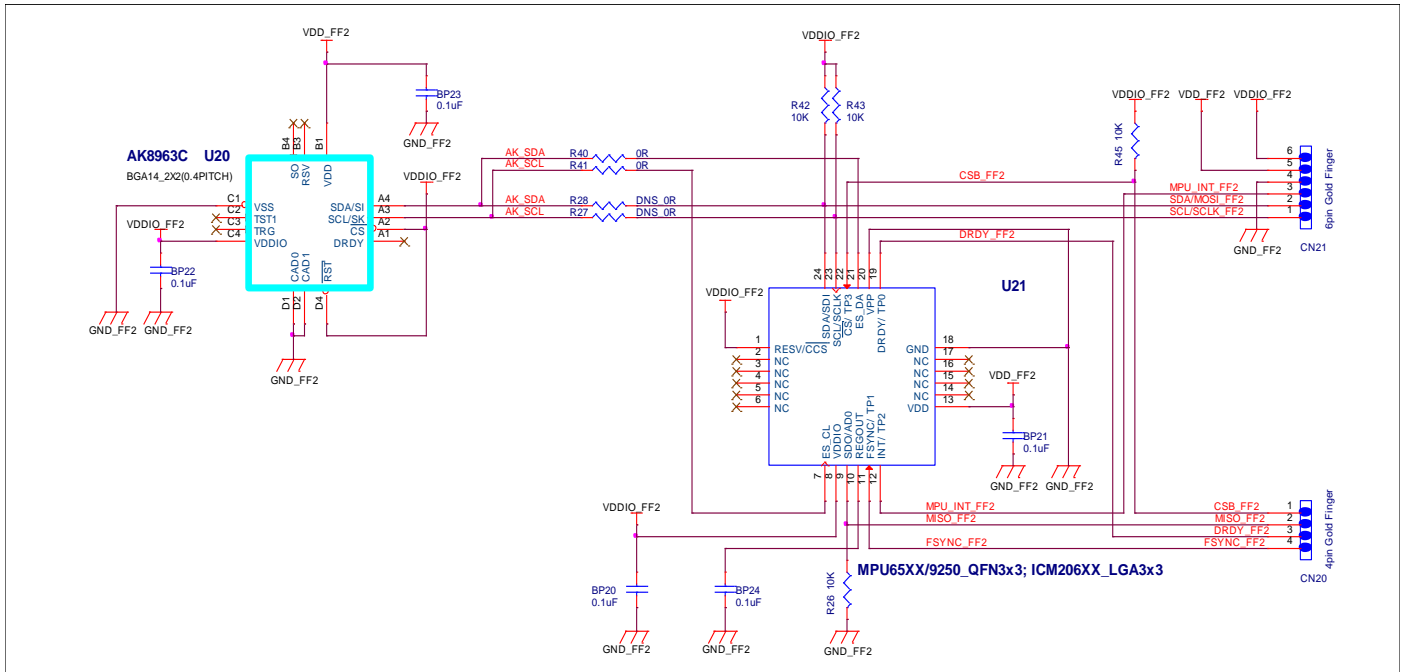 VDD_FF2
BP23
0.1uF
GND_FF2
AK8963C U20
BGA14_2X2(0.4PITCH)
B4
B3
B1
SO
RSV
VDD
C1
C2
C3
C4
VSS
TST1
TRG
VDDIO
SDA/SI
SCL/SK
CS
DRDY
A4
A3
A2
A1
CAD0
CAD1
RST
D1
D2
D4
VDDIO_FF2
VDDIO_FF2
BP22
0.1uF
GND_FF2
GND_FF2
GND_FF2
AK_SDA
R40
0R
AK_SCL
R41
0R
AK_SDA
R28
DNS_0R
AK_SCL
R27
DNS_0R
VDDIO_FF2
R42
10K
R43
10K
VDDIO_FF2
R45 10K
VDD_FF2
VDDIO_FF2
CSB_FF2
MPU_INT_FF2
SDA/MOSI_FF2
SCL/SCLK_FF2
DRDY_FF2
6
5
4
3
2
1
6pin Gold Finger
CN21
GND_FF2
U21
24
23
22
21
20
19
SDA/SDI
SCL/SCLK
CS/ TP3
ES_DA
VPP
DRDY/ TP0
VDDIO_FF2
1
2
3
4
5
6
RESV/CCS
NC
NC
NC
NC
NC
GND
NC
NC
NC
NC
VDD
18
17
16
15
14
13
ES_CL
VDDIO
SDO/AD0
REGOUT
FSYNC/ TP1
INT/ TP2
7
8
9
10
11
12
VDD_FF2
BP21
0.1uF
GND_FF2
GND_FF2
MPU_INT_FF2
MISO_FF2
FSYNC_FF2
CSB_FF2
MISO_FF2
DRDY_FF2
FSYNC_FF2
1
2
3
4
4pin Gold Finger
CN20
VDDIO_FF2
BP20
0.1uF
GND_FF2
BP24
0.1uF
GND_FF2
R26 10K
GND_FF2
MPU65XX/9250_QFN3x3; ICM206XX_LGA3x3